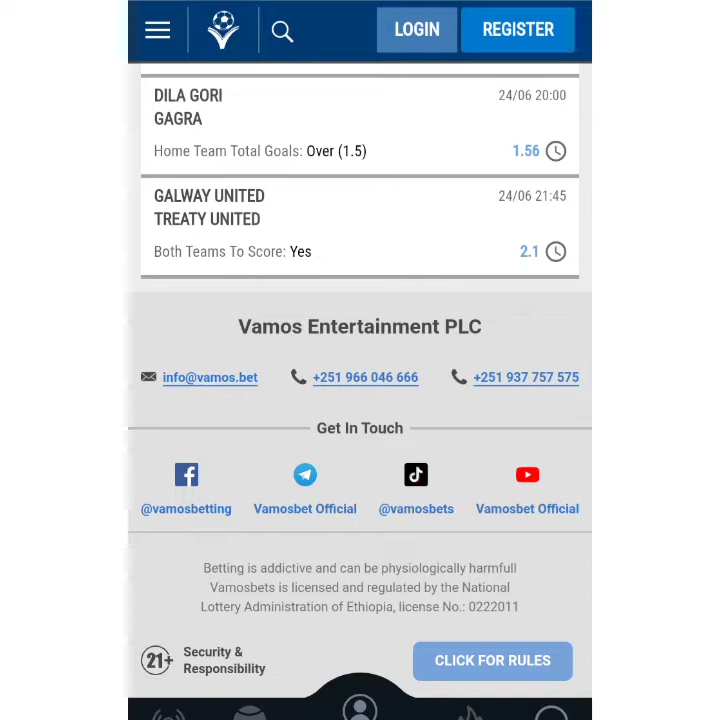 LOGIN
REGISTER
DILA GORI
24/06 20:00
GAGRA
Home Team Total Goals: Over (1.5)
1.56
GALWAY UNITED
24/06 21:45
TREATY UNITED
Both Teams To Score: Yes
2.1
Vamos Entertainment PLC
info@vamos.bet
+251 966 046 666
+251 937 757 575
Get In Touch
@vamosbetting
Vamosbet Official
@vamosbets
Vamosbet Official
Betting is addictive and can be physiologically harmfull
Vamosbets is licensed and regulated by the National
Lottery Administration of Ethiopia, license No.: 0222011
21+
Security &
Responsibility
CLICK FOR RULES